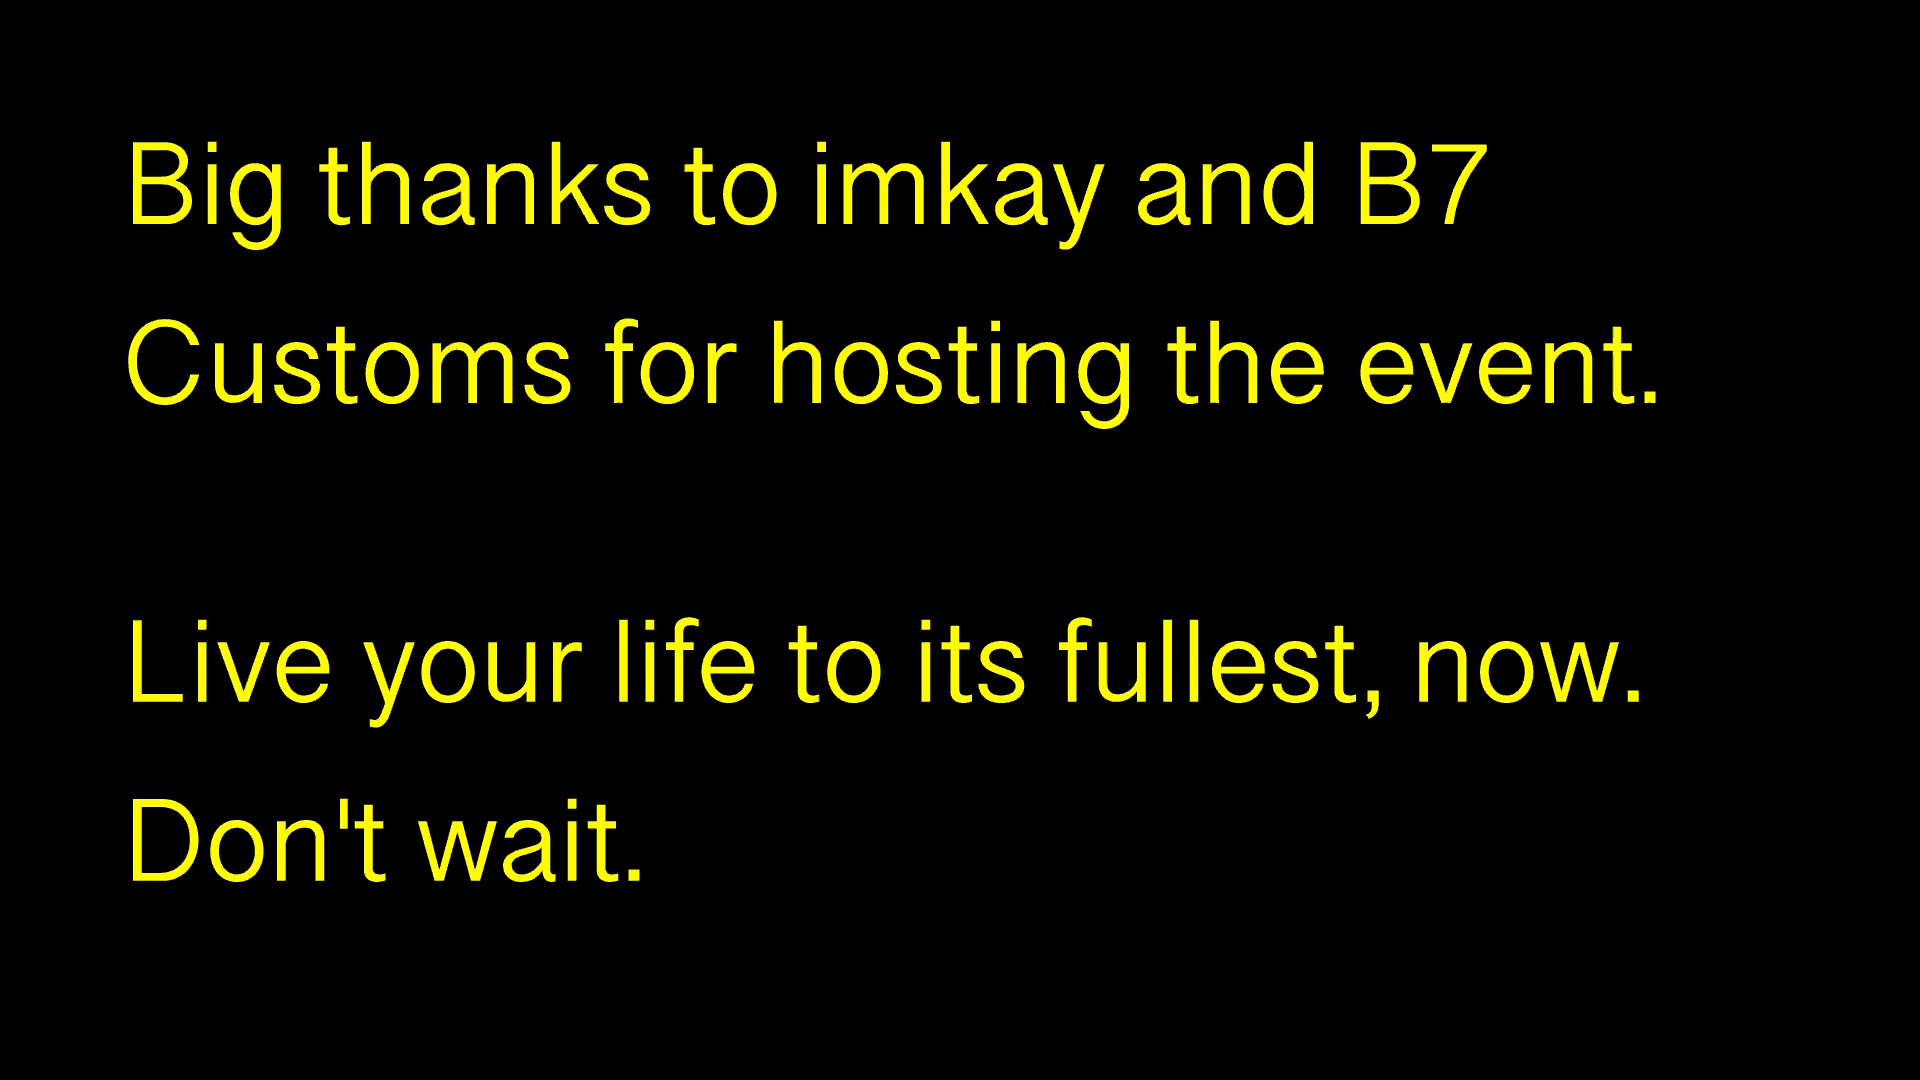 Big thanks to imkay and B7
Customs for hosting the event.
Live your life to its fullest, now.
Don't wait.